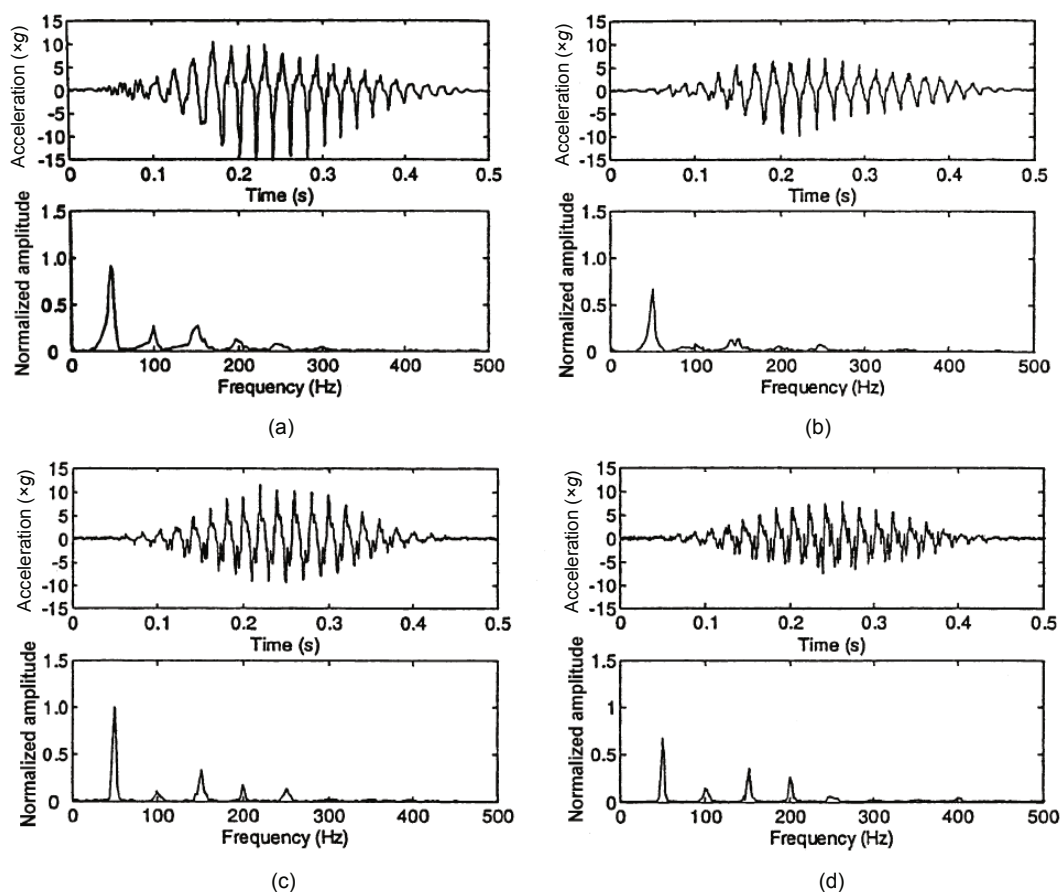 Acceleration (×g)
15
10
5
0
-5
-10
-15
0 0.1 0.2 0.3 0.4 0.5
Time (s)
Normalized amplitude
1.5
1.0
0.5
0
0 100 200 300 400 500
Frequency (Hz)
(a)
Acceleration (×g)
15
10
5
0
-5
-10
-15
0 0.1 0.2 0.3 0.4 0.5
Time (s)
Normalized amplitude
1.5
1.0
0.5
0
0 100 200 300 400 500
Frequency (Hz)
(b)
Acceleration (×g)
15
10
5
0
-5
-10
-15
0 0.1 0.2 0.3 0.4 0.5
Time (s)
Normalized amplitude
1.5
1
0.5
0
0 100 200 300 400 500
Frequency (Hz)
(c)
Acceleration (×g)
15
10
5
0
-5
-10
-15
0 0.1 0.2 0.3 0.4 0.5
Time (s)
Normalized amplitude
1.5
1
0.5
0
0 100 200 300 400 500
Frequency (Hz)
(d)